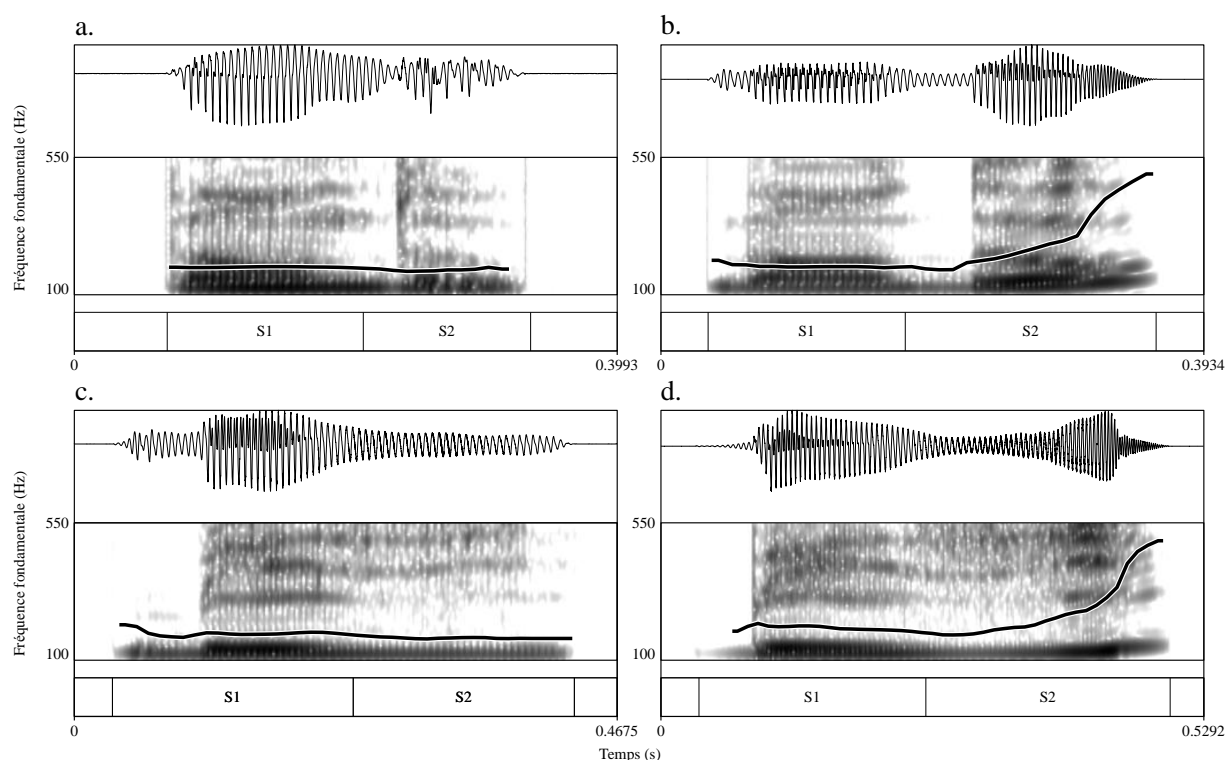 a.
b.
Fréquence fondamentale (Hz)
550
100
550
100
S1
S2
S1
S2
0
0.3993
0
0.3934
c.
d.
Fréquence fondamentale (Hz)
550
100
550
100
S1
S2
S1
S2
0
0.4675
0
0.5292
Temps (s)